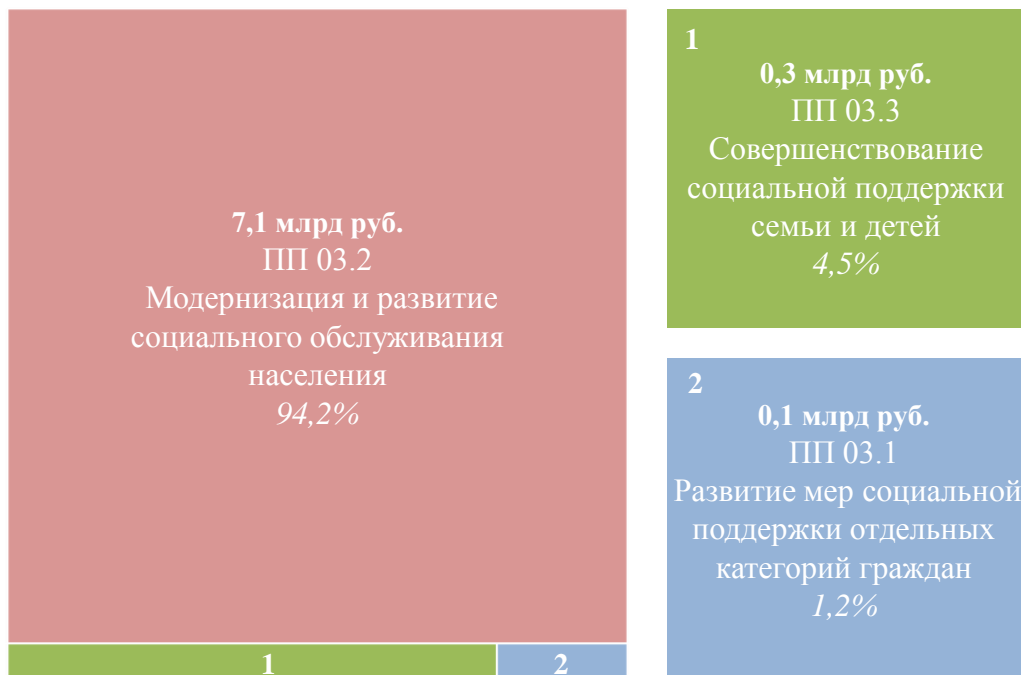 7,1 млрд руб.
ПП 03.2
Модернизация и развитие
социального обслуживания
населения
94,2%
1
2
1
0,3 млрд руб.
ПП 03.3
Совершенствование
социальной поддержки
семьи и детей
4,5%
2
0,1 млрд руб.
ПП 03.1
Развитие мер социальной
поддержки отдельных
категорий граждан
1,2%